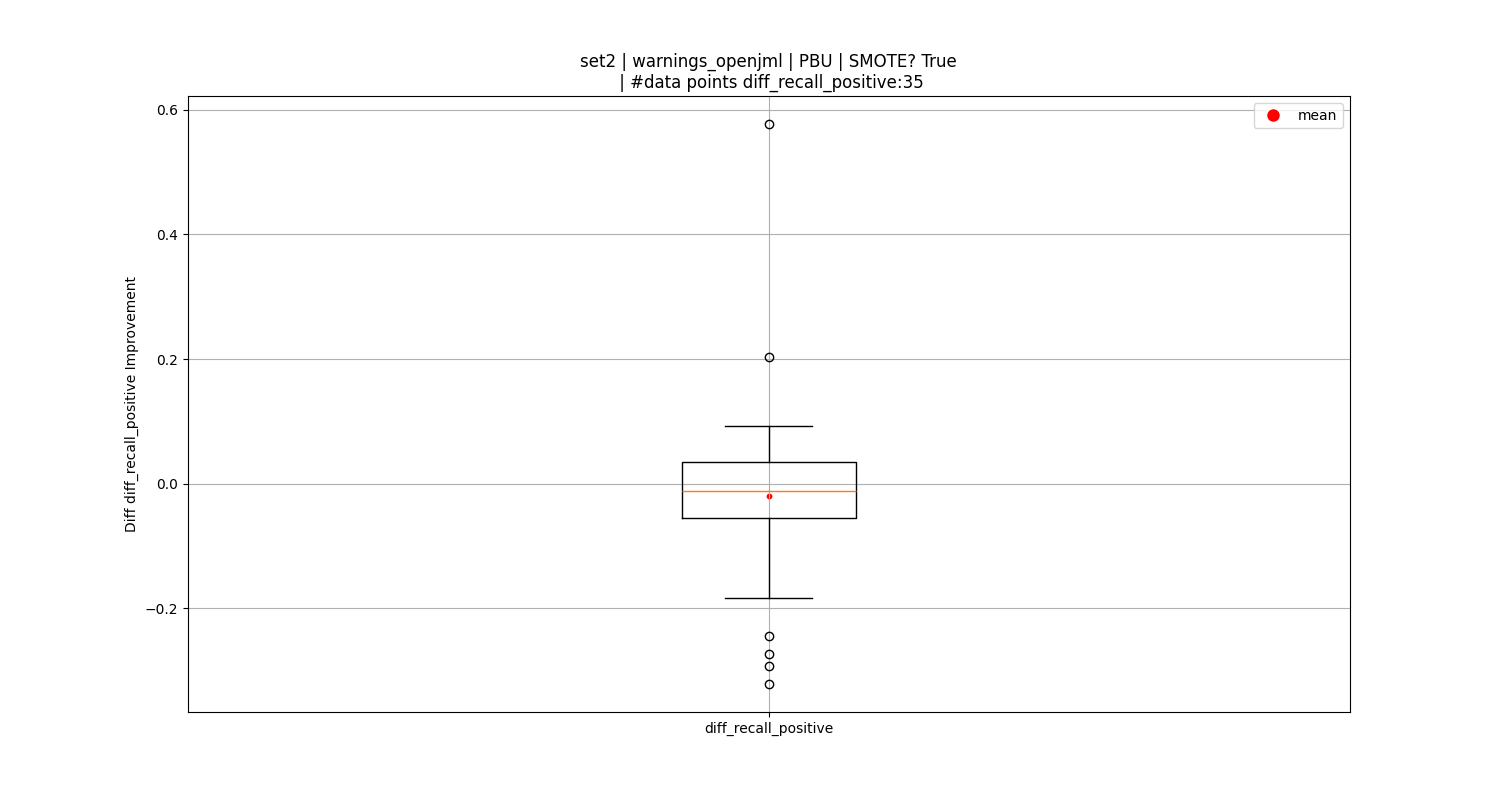 set2 | warnings_openjml | PBU | SMOTE? True
| #data points diff_recall_positive:35
mean
Diff diff_recall_positive Improvement
0.6
0.4
0.2
0.0
−0.2
diff_recall_positive